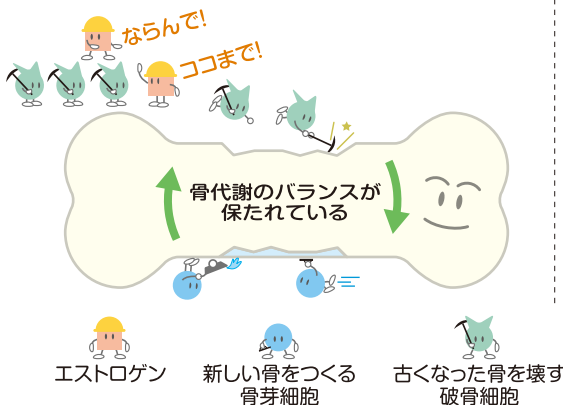 ならんで!
ココまで!
骨代謝のバランスが
保たれている
エストロゲン
新しい骨をつくる
骨芽細胞
古くなった骨を壊す
破骨細胞